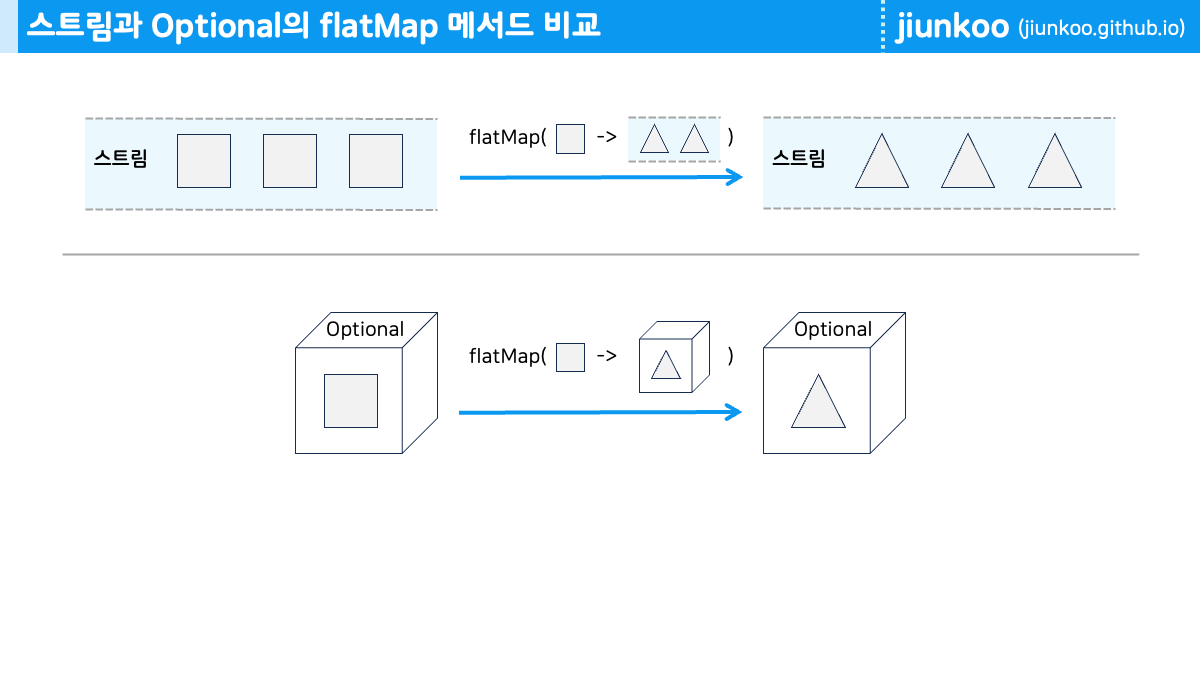 스트림과 Optional의 flatMap 메서드 비교
jiunkoo (jiunkoo.github.io)
스트림
flatMap( -> )
스트림
Optional
flatMap( -> )
Optional